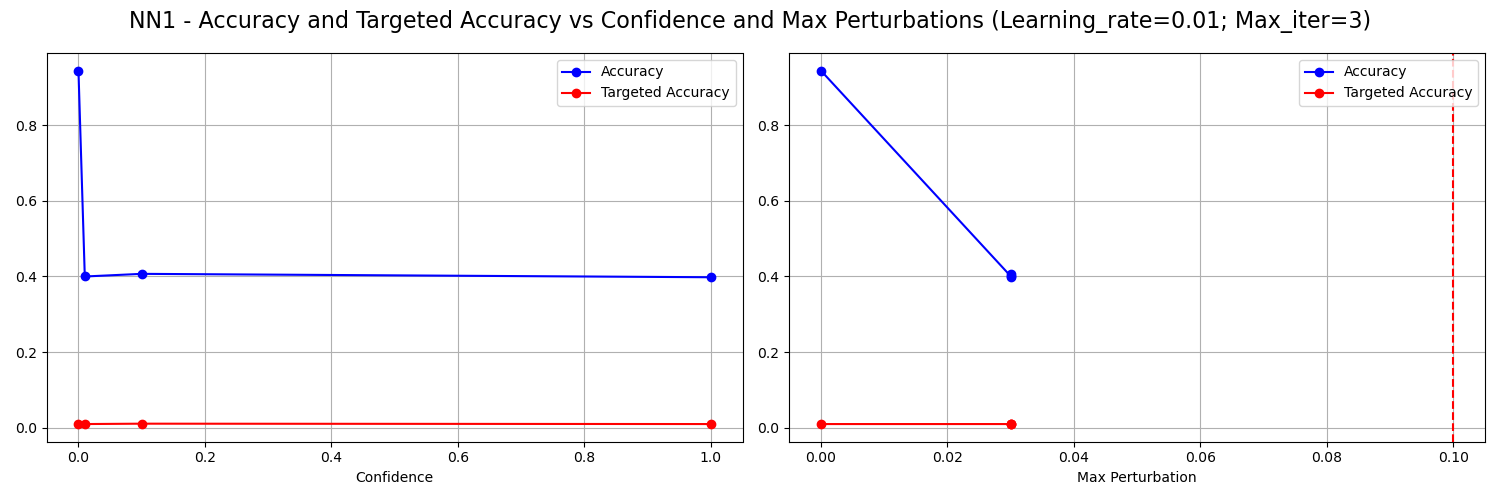 NN1 - Accuracy and Targeted Accuracy vs Confidence and Max Perturbations (Learning_rate=0.01; Max_iter=3)
Accuracy
Targeted Accuracy
0.8
0.6
0.4
0.2
0.0
0.0 0.2 0.4 0.6 0.8 1.0
Confidence
Accuracy
Targeted Accuracy
0.8
0.6
0.4
0.2
0.0
0.00 0.02 0.04 0.06 0.08 0.10
Max Perturbation